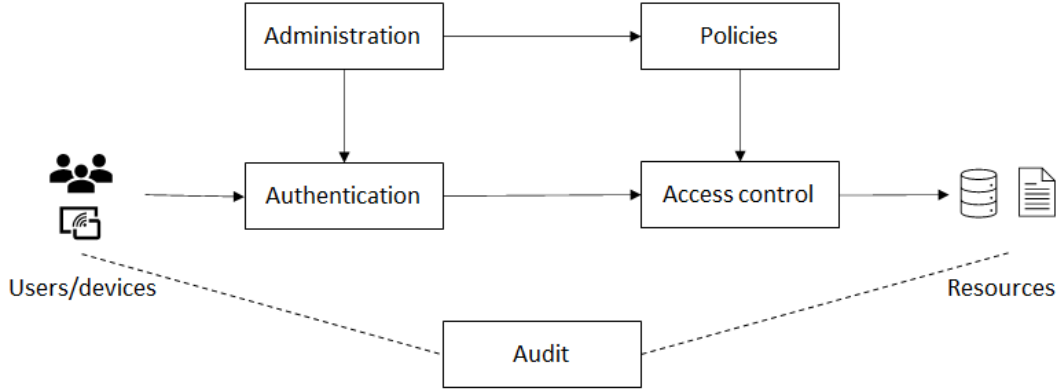 Administration
Policies
Authentication
Access control
Users/devices
Resources
Audit